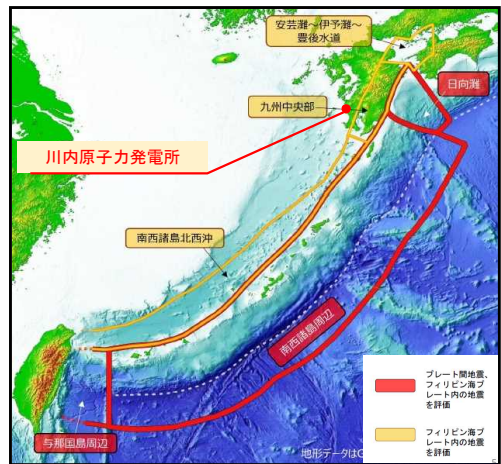 安芸灘～伊予灘～
豊後水道
日向灘
九州中央部
川内原子力発電所
南西諸島北西沖
南西諸島周辺
与那国島周辺
プレート間地震、
フィリピン海プ
レート内の地震
を評価
フィリピン海プ
レート内の地震
を評価
地形データはG